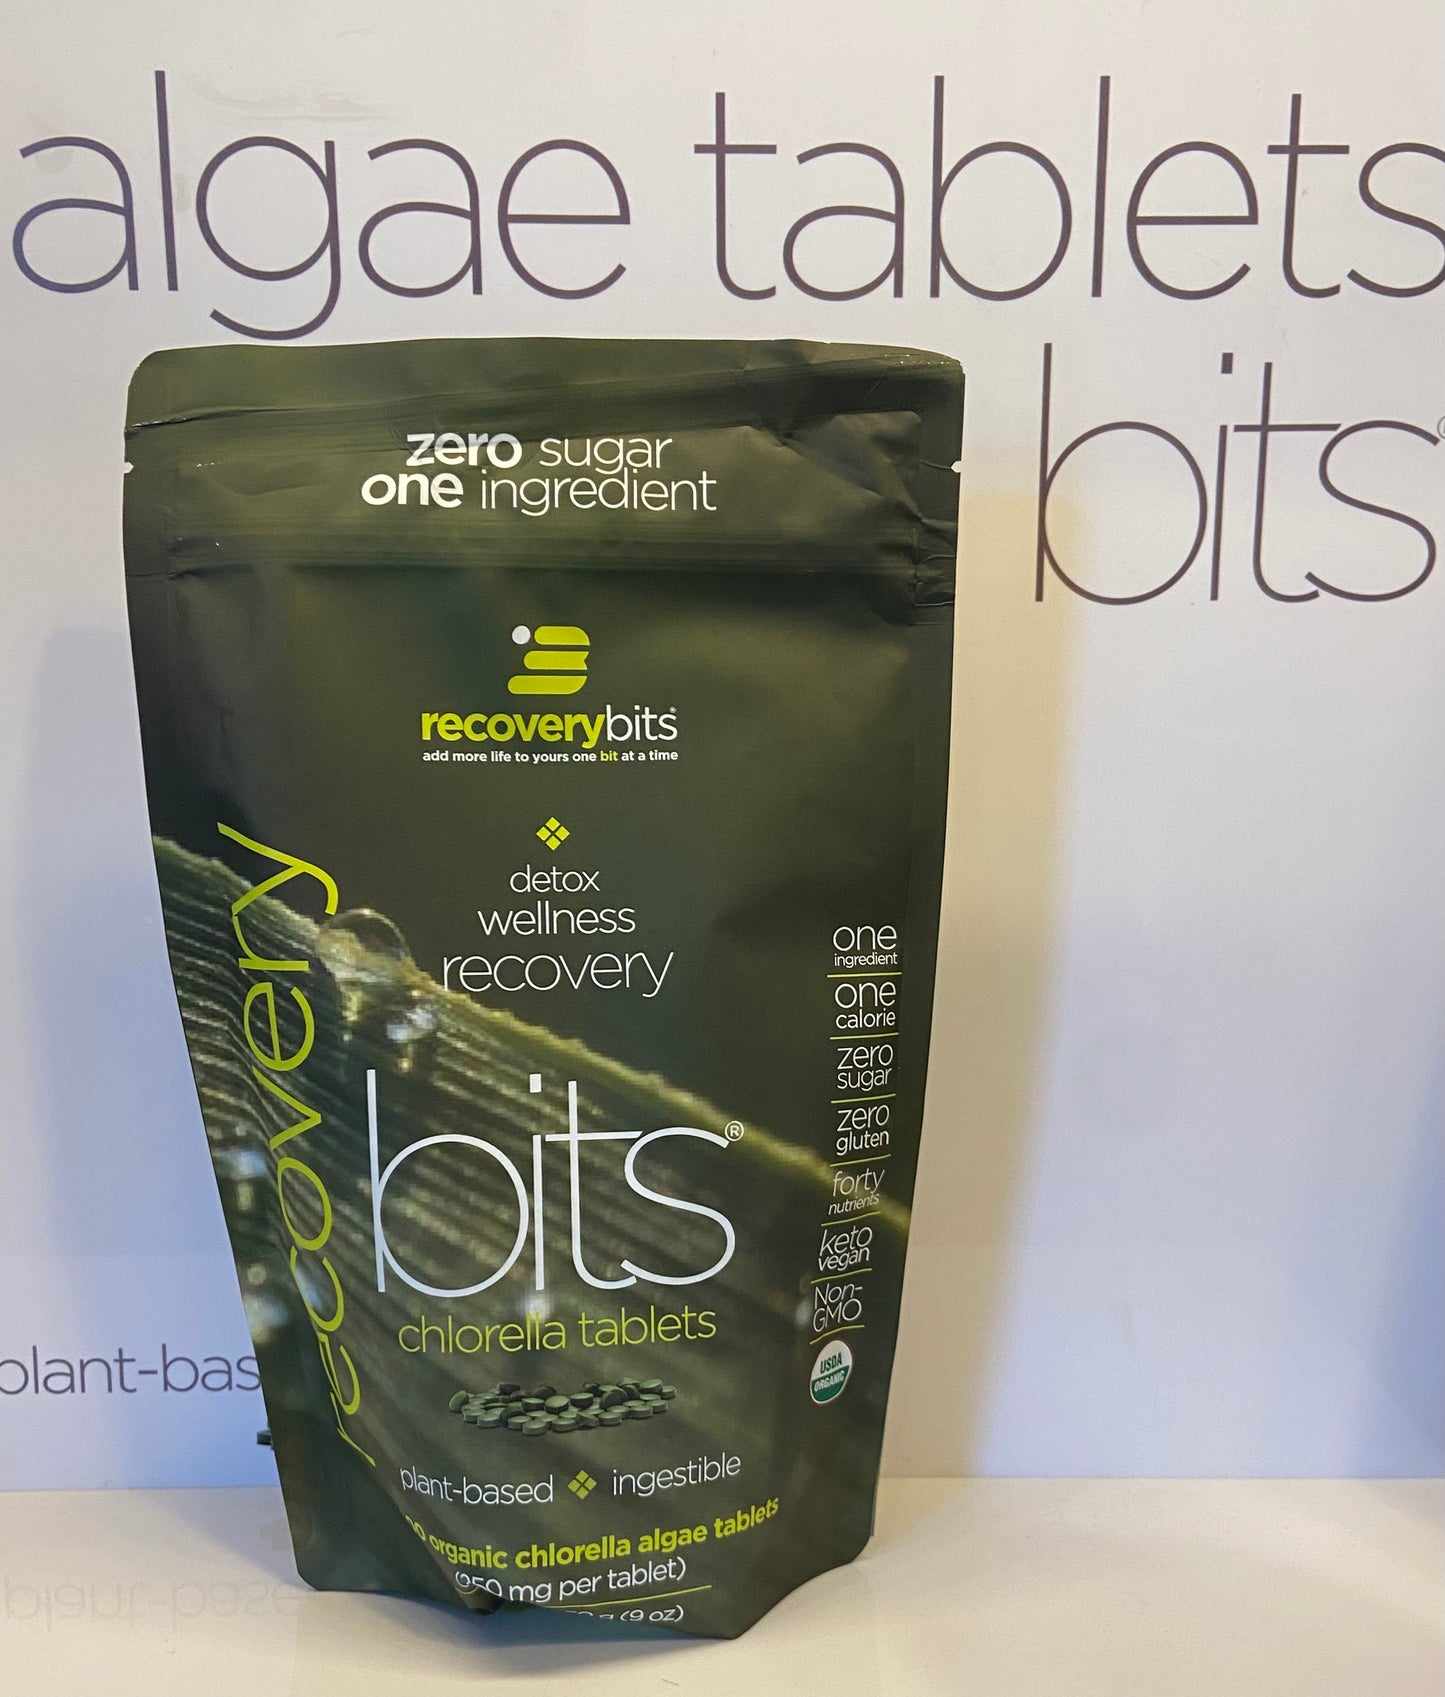 algae tablets
bits
zero sugar
one ingredient
recoverybits®
add more life to yours one bit at a time
detox
wellness
recovery
recovery
bits®
chlorella tablets
plant-based ingestible
organic chlorella algae tablets
(250 mg per tablet)
(9 oz)
one
ingredient
one
calorie
zero
sugar
zero
gluten
forty
nutrients
keto
vegan
Non-
GMO
USDA
ORGANIC
plant-bas